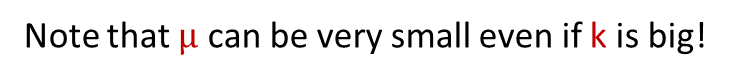 Note that μ can be very small even if k is big!